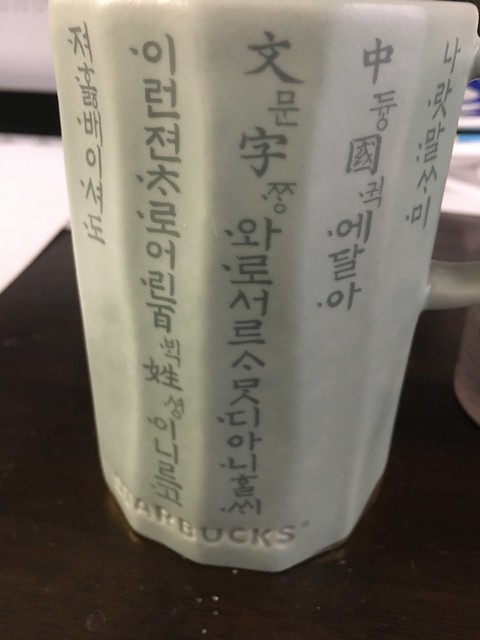 나랏말ᄊᆞ미
中듕國귁에달아
文문字ᄍᆞᆼ와로서르ᄉᆞᄆᆺ디아니ᄒᆞᆯᄊᆡ
이런젼ᄎᆞ로어린百ᄇᆡᆨ姓셩이니르고
져호ᇙ배이셔도
STARBUCKS